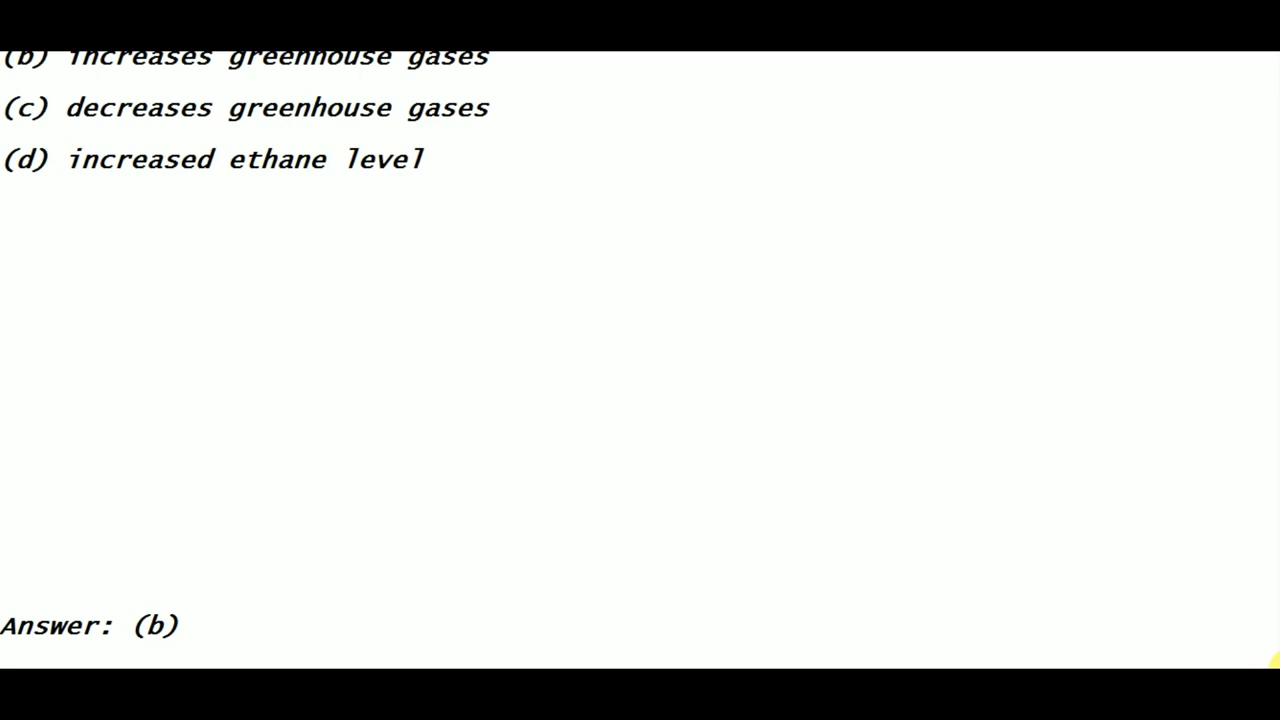 (b) increases greenhouse gases
(c) decreases greenhouse gases
(d) increased ethane level
Answer: (b)